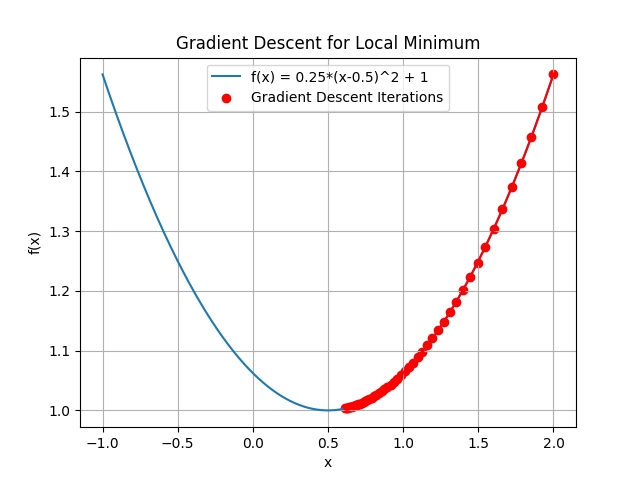 Gradient Descent for Local Minimum
f(x) = 0.25*(x-0.5)^2 + 1
Gradient Descent Iterations
1.5
1.4
1.3
1.2
1.1
1.0
f(x)
−1.0 −0.5 0.0 0.5 1.0 1.5 2.0
x